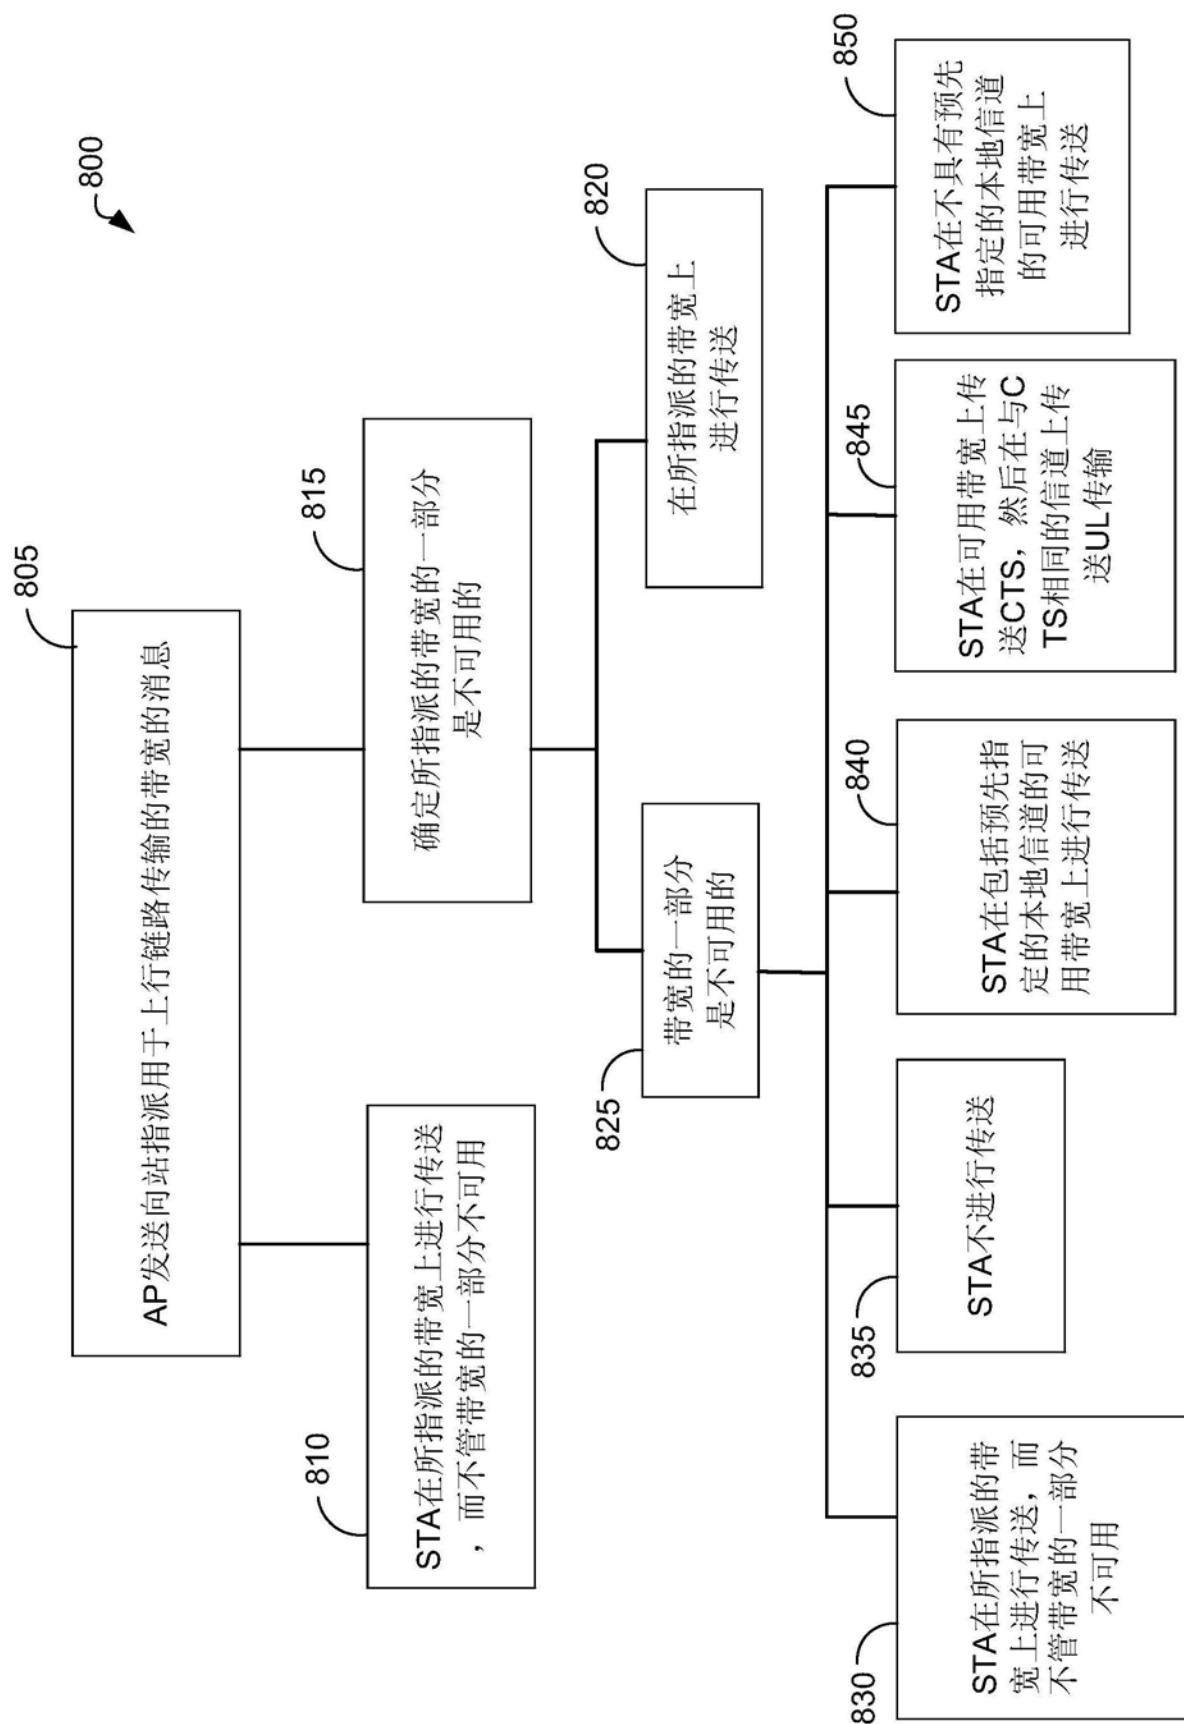 800
805
AP发送向站指派用于上行链路传输的带宽的消息
810
STA在所指派的带宽上进行传送
，而不管带宽的一部分不可用
815
确定所指派的带宽的一部分
是不可用的
820
在所指派的带宽上
进行传送
825
带宽的一部分
是不可用的
830
STA在所指派的带
宽上进行传送，而
不管带宽的一部分
不可用
835
STA不进行传送
840
STA在包括预先指
定的本地信道的可
用带宽上进行传送
845
STA在可用带宽上传
送CTS，然后在与C
TS相同的信道上传
送UL传输
850
STA在不具有预先
指定的本地信道
的可用带宽上
进行传送